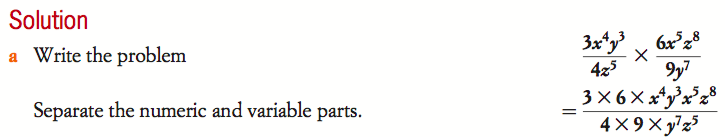 Solution
a Write the problem
3x⁴y³/4z⁵ × 6x⁵z⁸/9y⁷
Separate the numeric and variable parts.
= 3 × 6 × x⁴y³x⁵z⁸/4 × 9 × y⁷z⁵